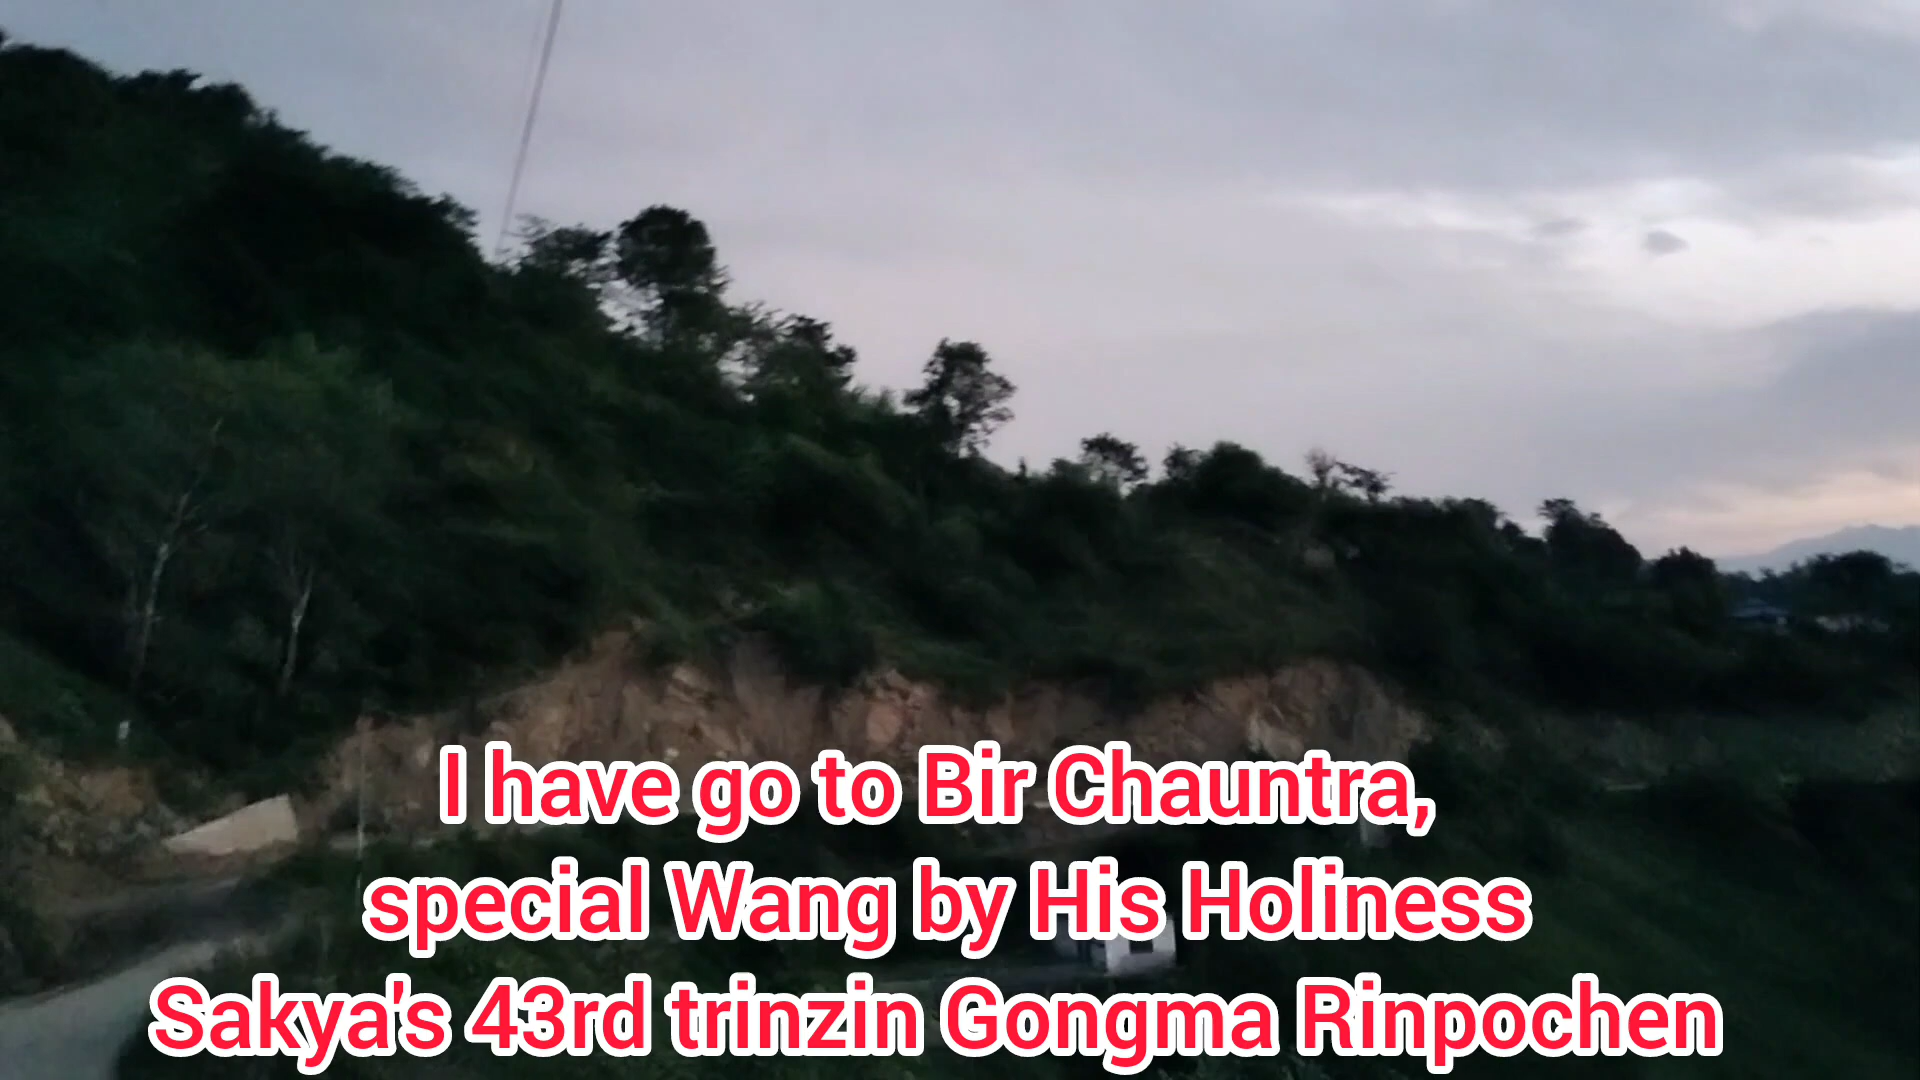 I have go to Bir Chauntra,
special Wang by His Holiness
Sakya's 43rd trinzin Gongma Rinpochen